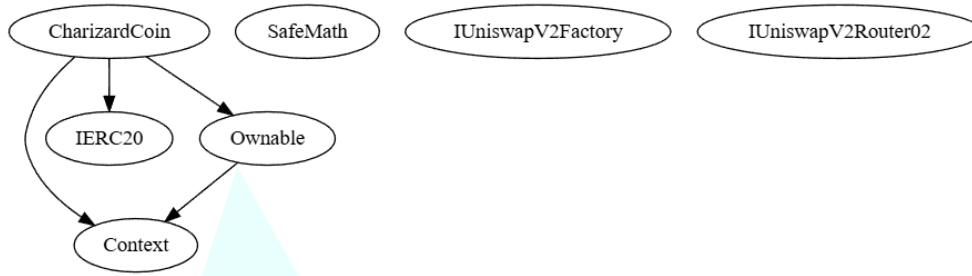 CharizardCoin SafeMath IUniswapV2Factory IUniswapV2Router02
IERC20 Ownable
Context